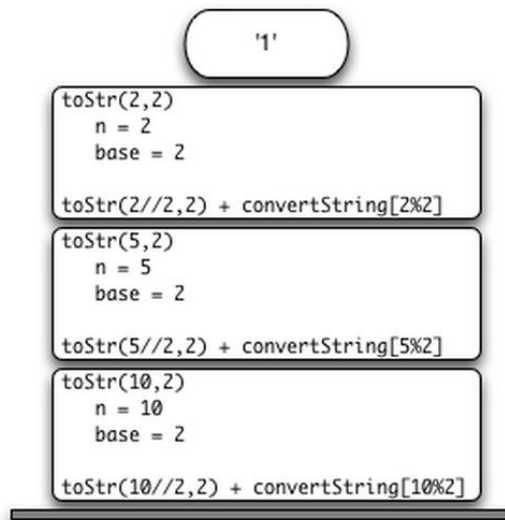 '1'
toStr(2,2)
n = 2
base = 2
toStr(2//2,2) + convertString[2%2]
toStr(5,2)
n = 5
base = 2
toStr(5//2,2) + convertString[5%2]
toStr(10,2)
n = 10
base = 2
toStr(10//2,2) + convertString[10%2]